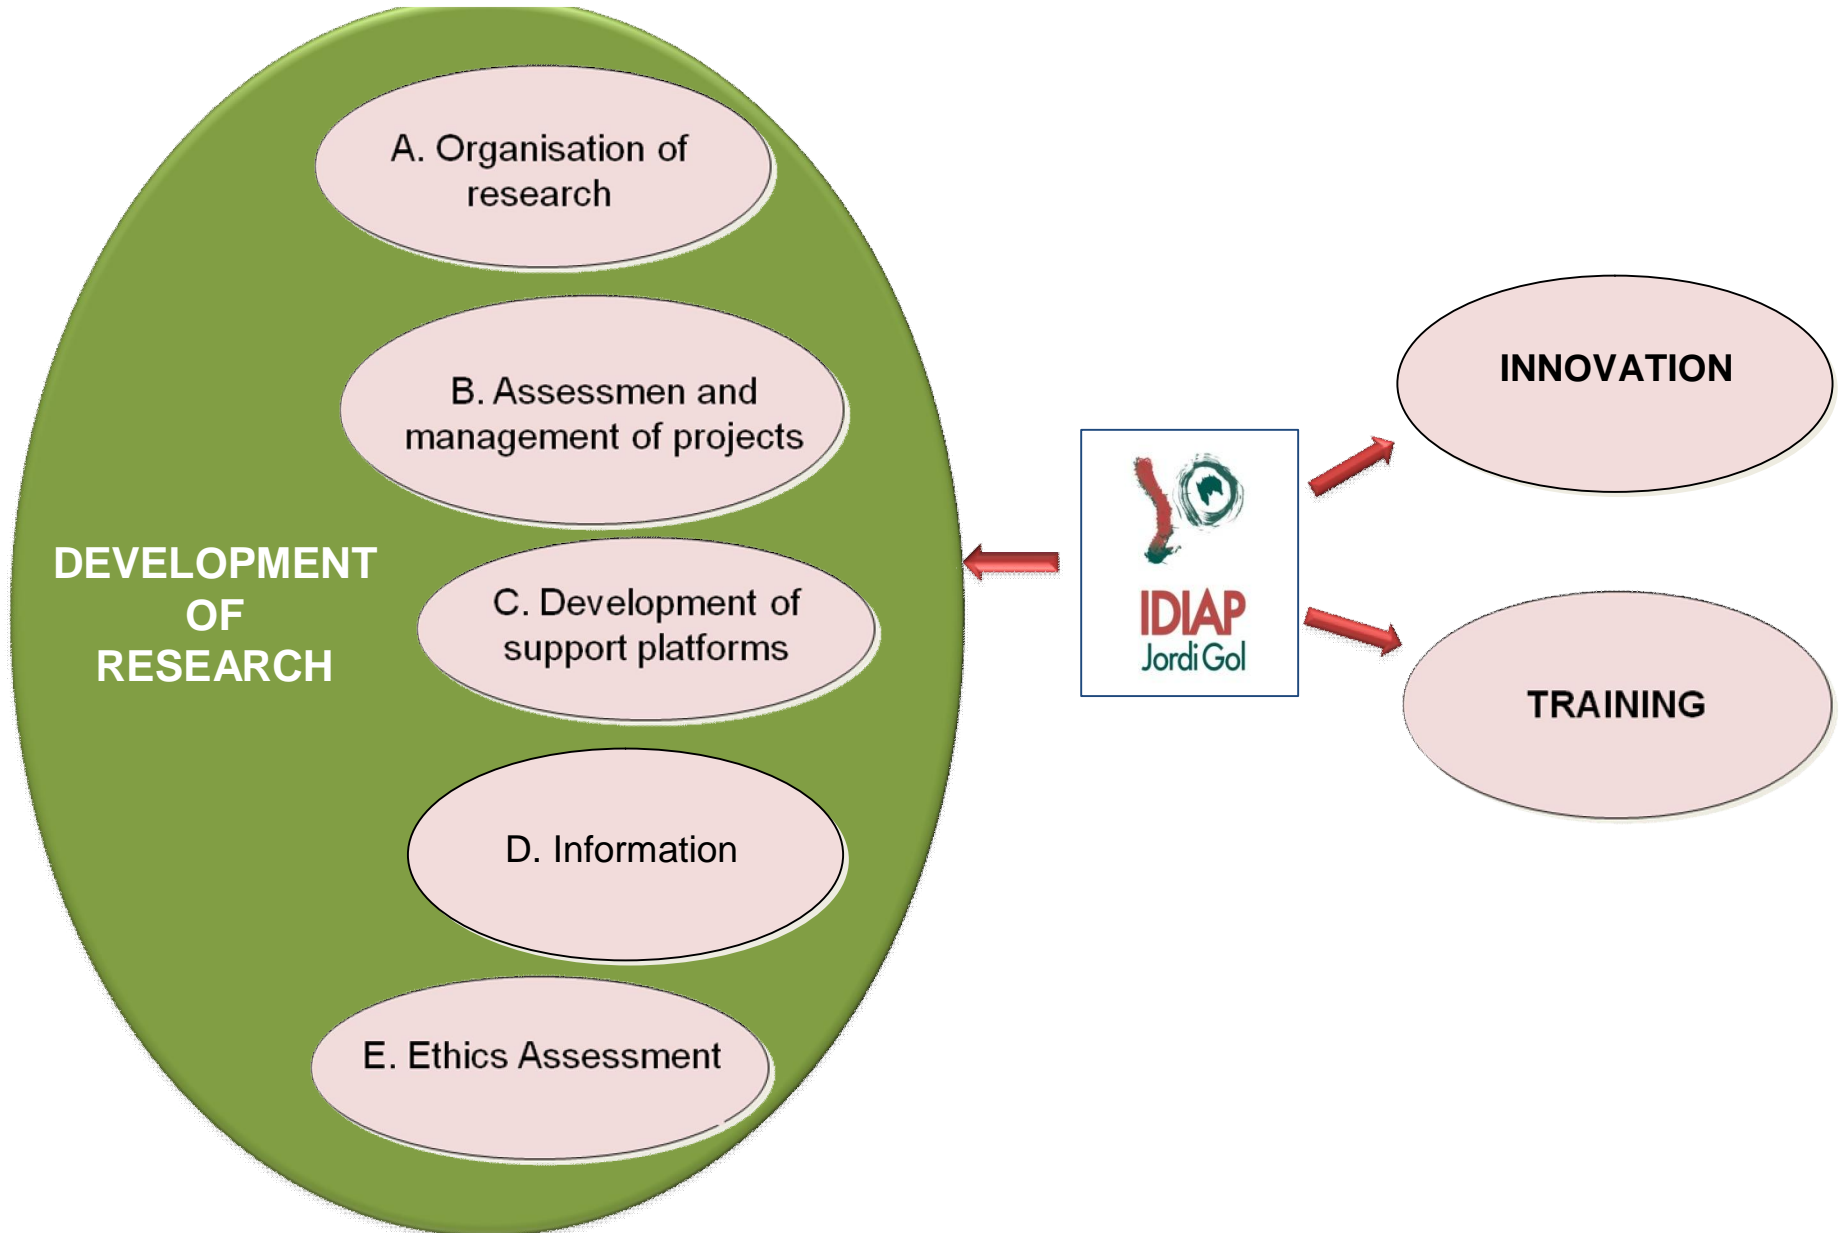 A. Organisation of
research
B. Assessmen and
management of projects
DEVELOPMENT
OF
RESEARCH
C. Development of
support platforms
D. Information
E. Ethics Assessment
IDIAP
Jordi Gol
INNOVATION
TRAINING